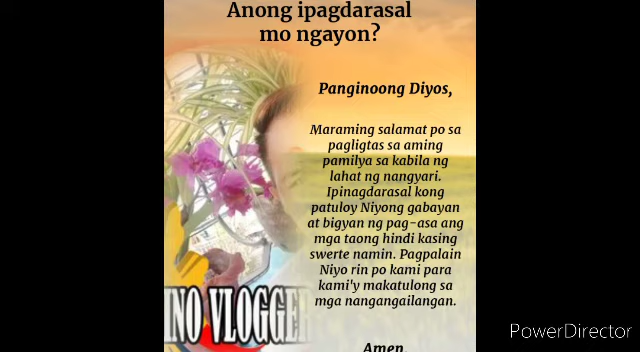 Anong ipagdarasal
mo ngayon?
Panginoong Diyos,
Maraming salamat po sa
pagligtas sa aming
pamilya sa kabila ng
lahat ng nangyari.
Ipinagdarasal kong
patuloy Niyong gabayan
at bigyan ng pag-asa ang
mga taong hindi kasing
swerte namin. Pagpalain
Niyo rin po kami para
kami'y makatulong sa
mga nangangailangan.
Amen.
INO VLOGGE
PowerDirector